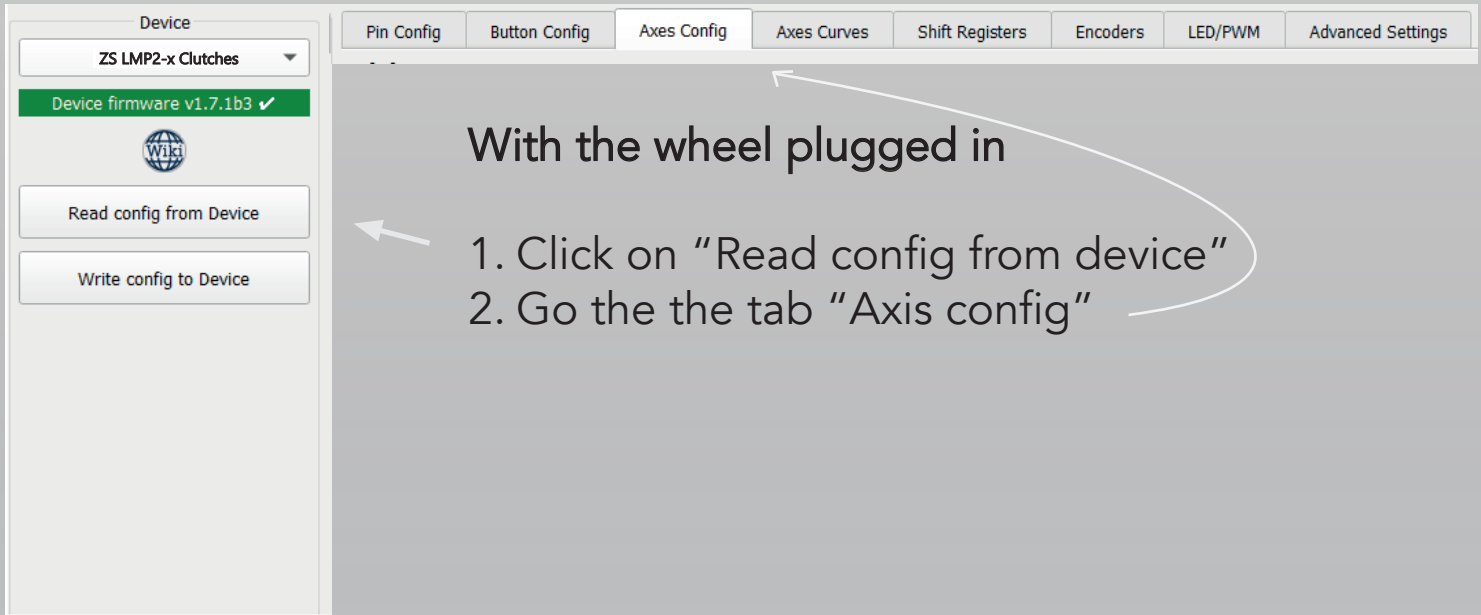 Device
ZS LMP2-x Clutches
Device firmware v1.7.1b3 ✔
Wiki
Read config from Device
Write config to Device
Pin Config
Button Config
Axes Config
Axes Curves
Shift Registers
Encoders
LED/PWM
Advanced Settings
With the wheel plugged in
1. Click on “Read config from device”
2. Go the the tab “Axis config”